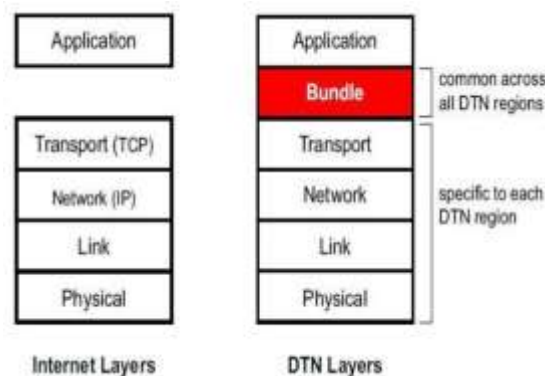 Application
Transport (TCP)
Network (IP)
Link
Physical
Internet Layers
Application
Bundle
Transport
Network
Link
Physical
DTN Layers
common across
all DTN regions
specific to each
DTN region